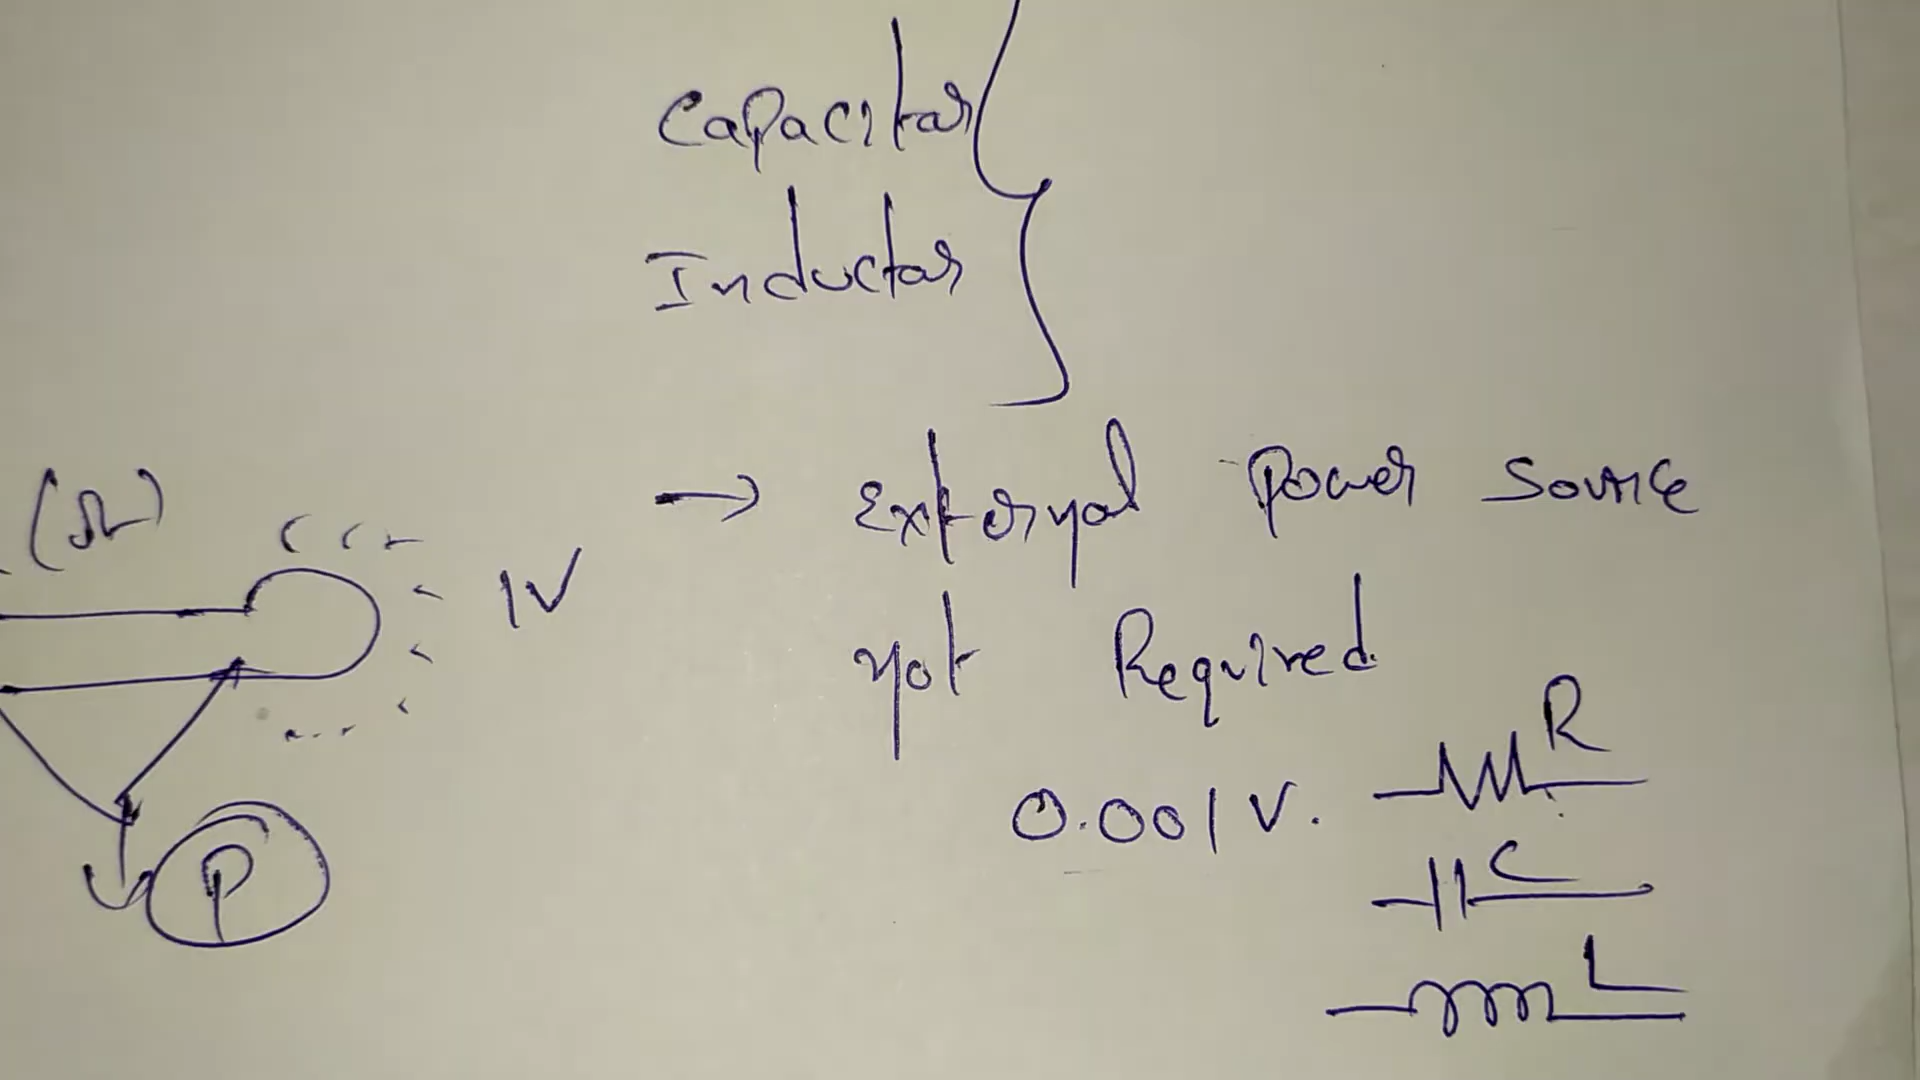 Capacitor
Inductor
(Ω)
→ External Power Source
not Required.
1V
0.001V.
R
C
L
P